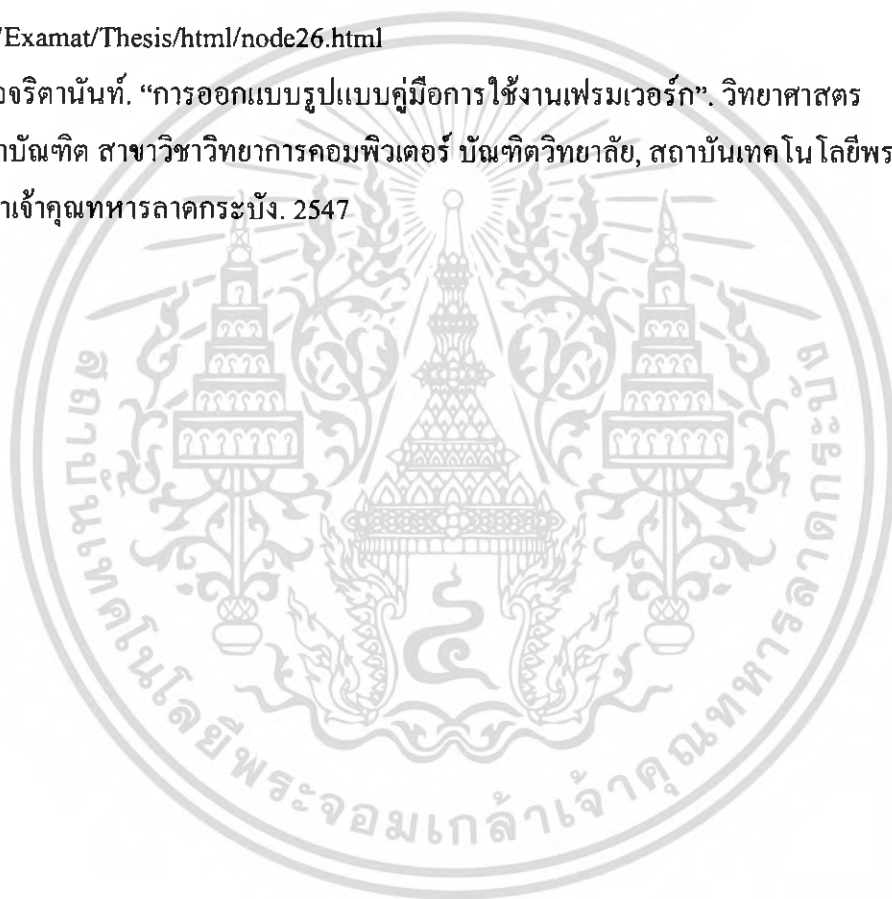 /Examat/Thesis/html/node26.html
จริตานันท์. “การออกแบบรูปแบบคู่มือการใช้งานเฟรมเวอร์ก”. วิทยาศาสตร
าบัณฑิต สาขาวิชาวิทยาการคอมพิวเตอร์ บัณฑิตวิทยาลัย, สถาบันเทคโนโลยีพร
าเจ้าคุณทหารลาดกระบัง. 2547
สถาบันเทคโนโลยีพระจอมเกล้าเจ้าคุณทหารลาดกระบัง